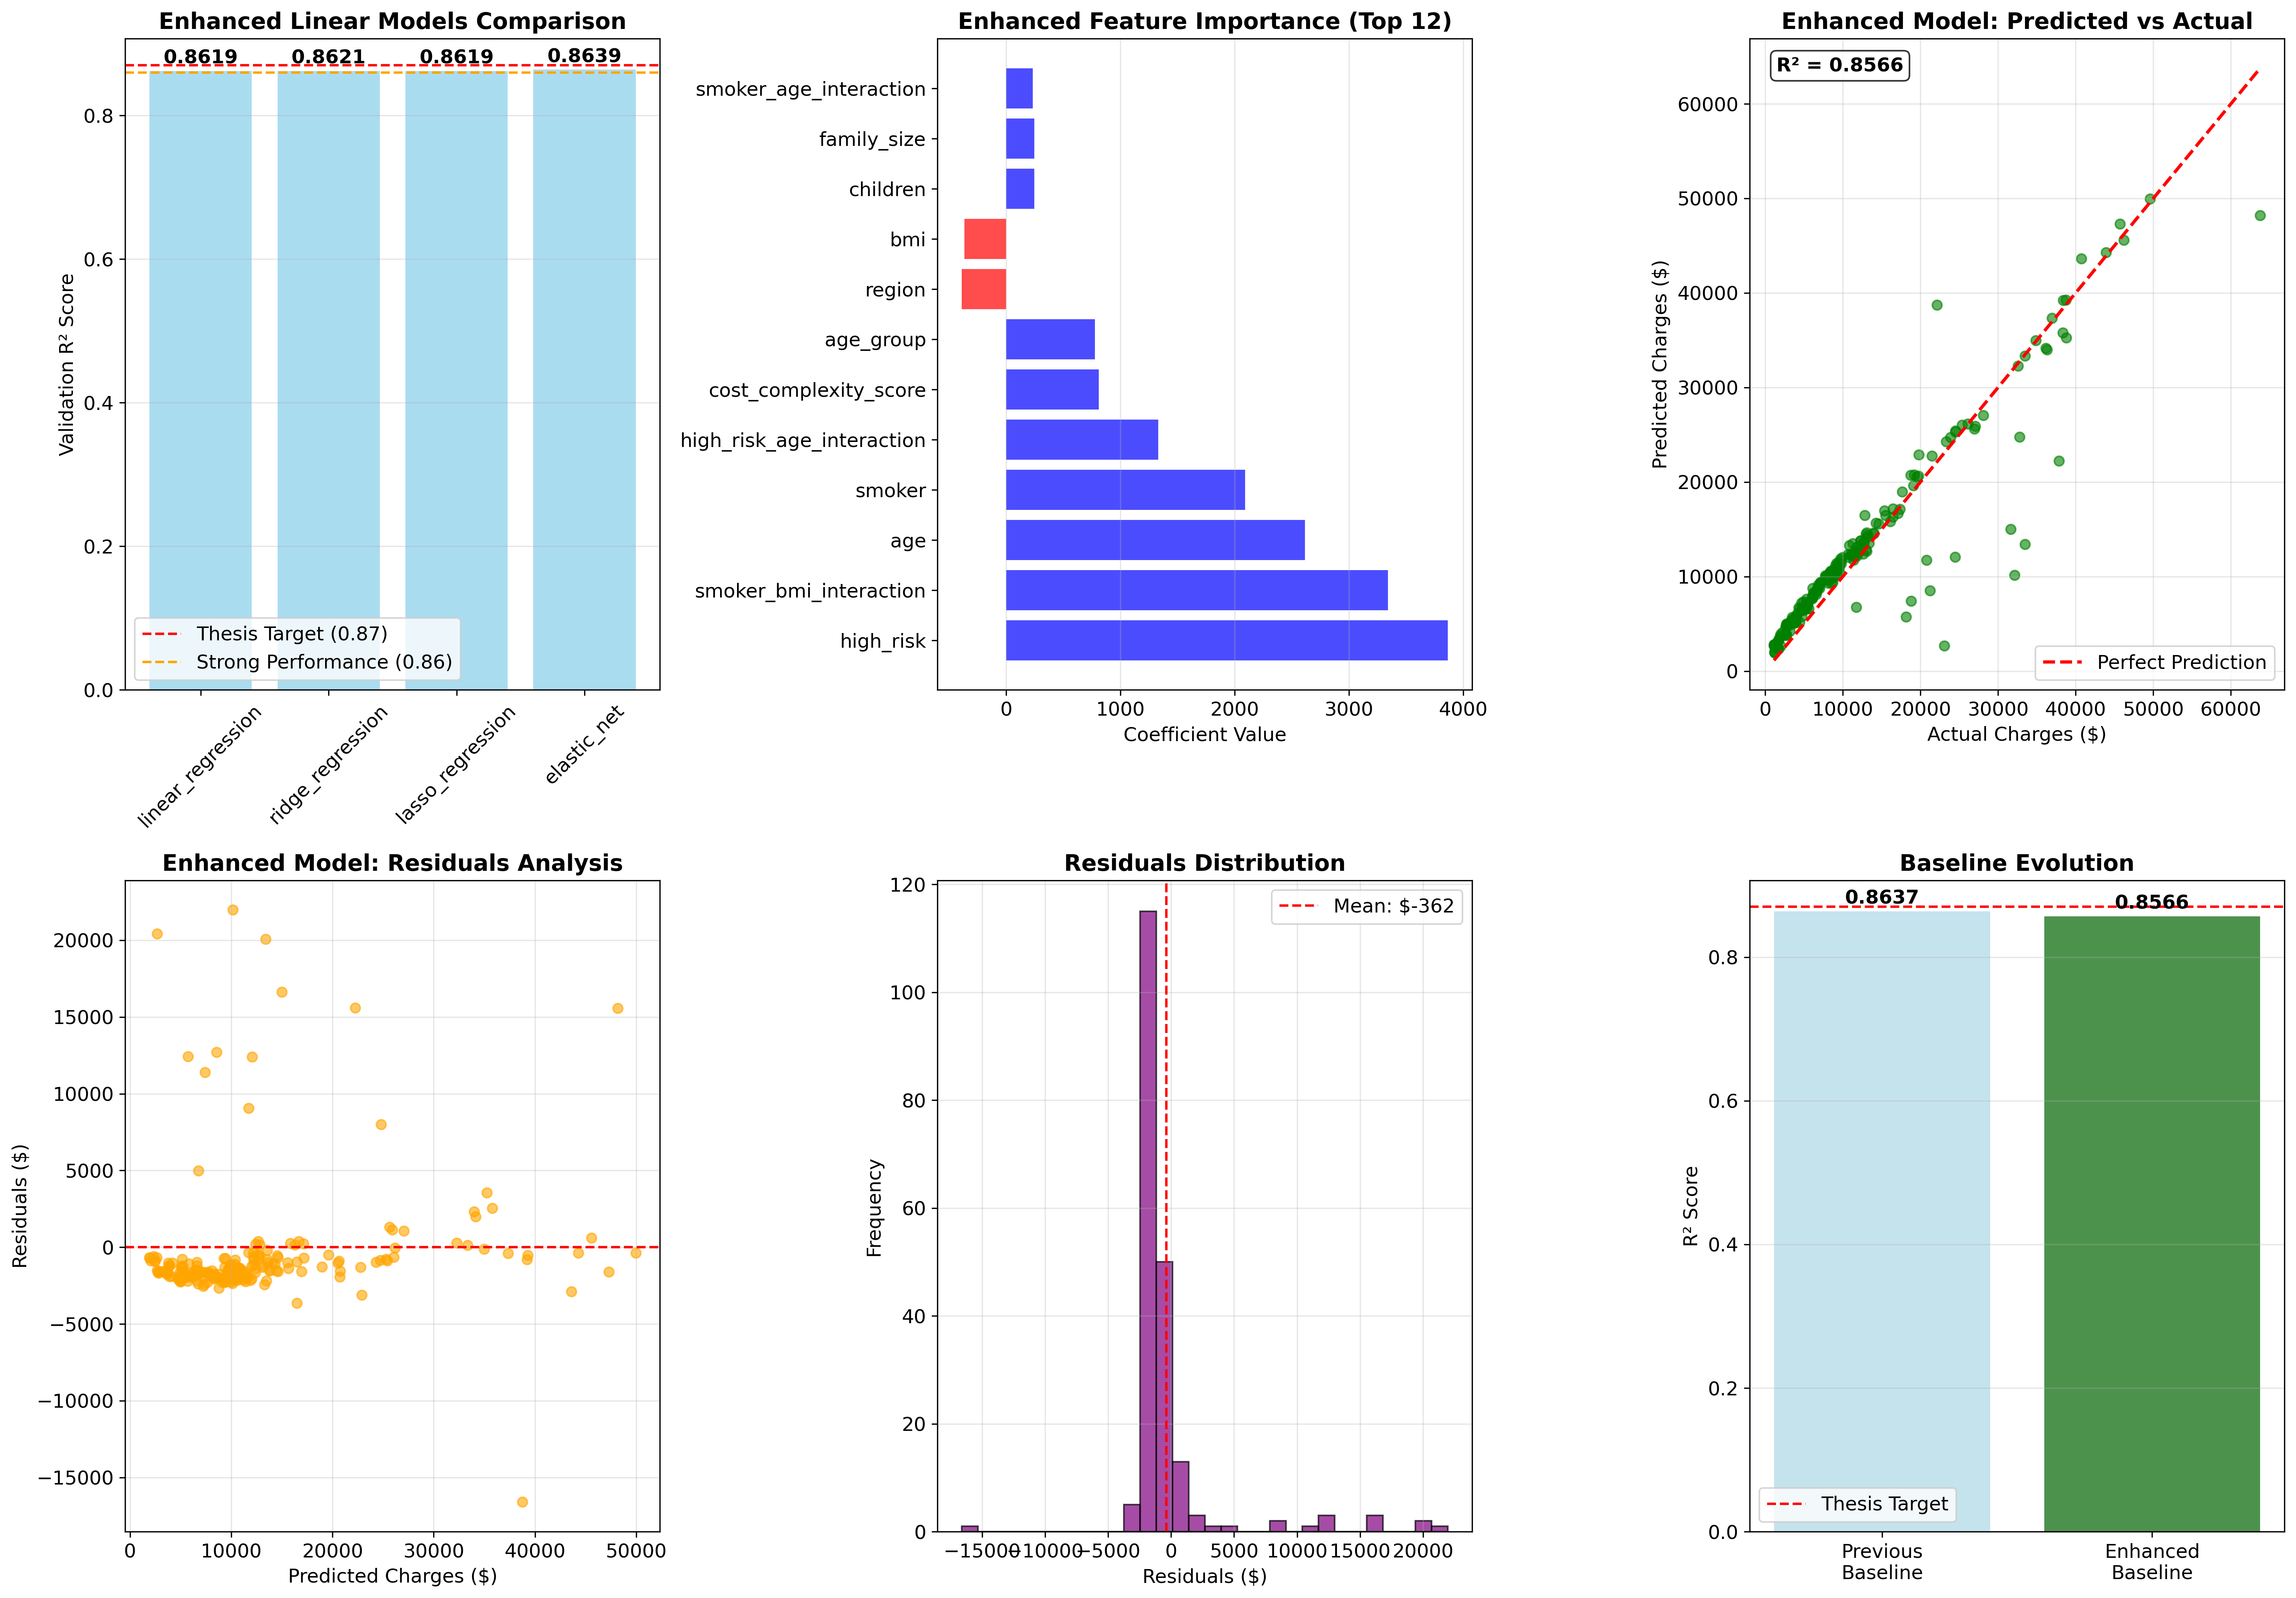 Enhanced Linear Models Comparison
0.8619
0.8621
0.8619
0.8639
Validation R² Score
0.8
0.6
0.4
0.2
0.0
Thesis Target (0.87)
Strong Performance (0.86)
linear_regression
ridge_regression
lasso_regression
elastic_net
Enhanced Feature Importance (Top 12)
smoker_age_interaction
family_size
children
bmi
region
age_group
cost_complexity_score
high_risk_age_interaction
smoker
age
smoker_bmi_interaction
high_risk
0 1000 2000 3000 4000
Coefficient Value
Enhanced Model: Predicted vs Actual
R² = 0.8566
Predicted Charges ($)
60000
50000
40000
30000
20000
10000
0
Perfect Prediction
0 10000 20000 30000 40000 50000 60000
Actual Charges ($)
Enhanced Model: Residuals Analysis
Residuals ($)
20000
15000
10000
5000
0
−5000
−10000
−15000
0 10000 20000 30000 40000 50000
Predicted Charges ($)
Residuals Distribution
Mean: $-362
Frequency
120
100
80
60
40
20
0
−15000 −10000 −5000 0 5000 10000 15000 20000
Residuals ($)
Baseline Evolution
0.8637
0.8566
R² Score
0.8
0.6
0.4
0.2
0.0
Thesis Target
Previous
Baseline
Enhanced
Baseline